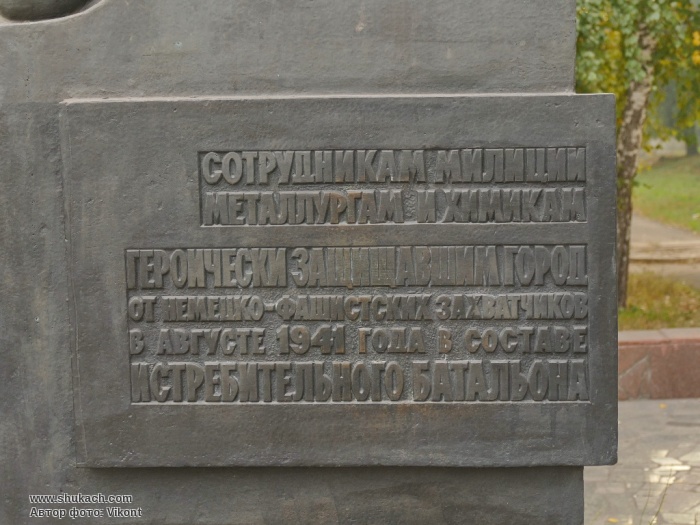 СОТРУДНИКАМ МИЛИЦИИ
МЕТАЛЛУРГАМ И ХИМИКАМ
ГЕРОИЧЕСКИ ЗАЩИЩАВШИМ ГОРОД
ОТ НЕМЕЦКО-ФАШИСТСКИХ ЗАХВАТЧИКОВ
В АВГУСТЕ 1941 ГОДА В СОСТАВЕ
ИСТРЕБИТЕЛЬНОГО БАТАЛЬОНА
www.shukach.com
Автор фото: Vikont